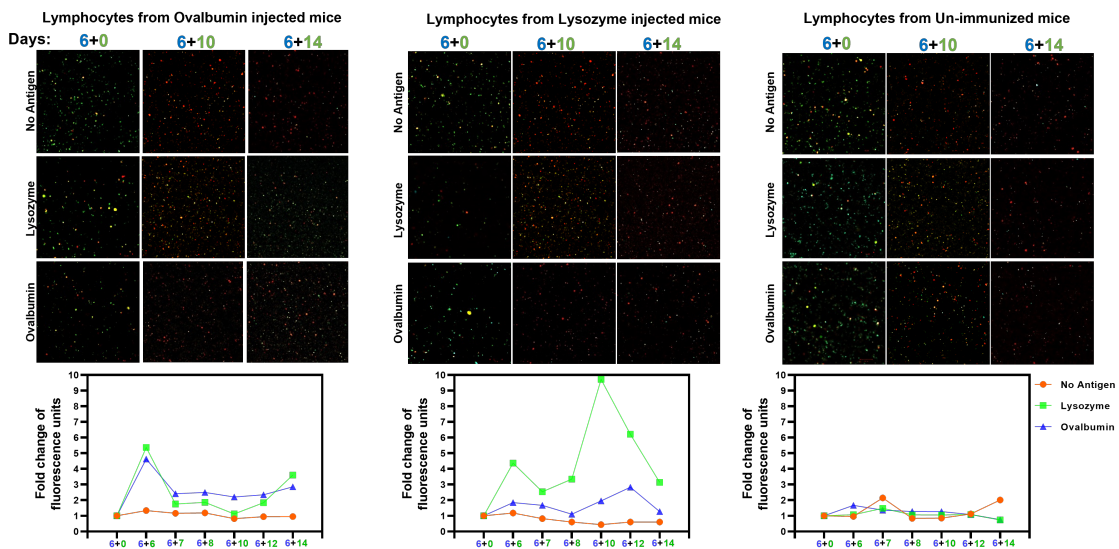 Lymphocytes from Ovalbumin injected mice
Lymphocytes from Lysozyme injected mice
Lymphocytes from Un-immunized mice
Days: 6+0 6+10 6+14
6+0 6+10 6+14
6+0 6+10 6+14
No Antigen
Lysozyme
Ovalbumin
No Antigen
Lysozyme
Ovalbumin
No Antigen
Lysozyme
Ovalbumin
Fold change of
fluorescence units
10
9
8
7
6
5
4
3
2
1
0
6+0 6+6 6+7 6+8 6+10 6+12 6+14
Fold change of
fluorescence units
10
9
8
7
6
5
4
3
2
1
0
6+0 6+6 6+7 6+8 6+10 6+12 6+14
Fold change of
fluorescence units
10
9
8
7
6
5
4
3
2
1
0
6+0 6+6 6+7 6+8 6+10 6+12 6+14
No Antigen
Lysozyme
Ovalbumin